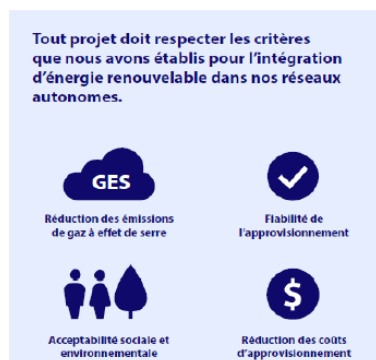 Tout projet doit respecter les critères
que nous avons établis pour l'intégration
d'énergie renouvelable dans nos réseaux
autonomes.
GES
Réduction des émissions
de gaz à effet de serre
Fiabilité de
l'approvisionnement
$
Acceptabilité sociale et
environnementale
Réduction des coûts
d'approvisionnement